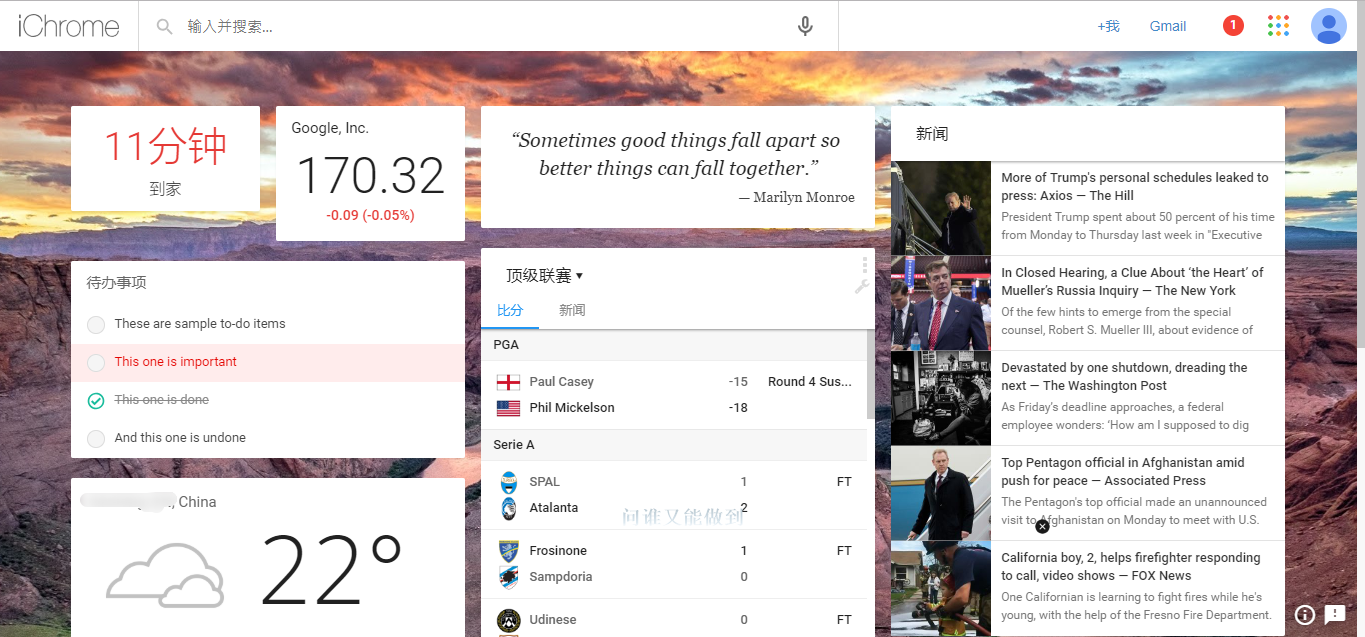 iChrome
输入并搜索...
+我
Gmail
1
11分钟
到家
Google, Inc.
170.32
-0.09 (-0.05%)
“Sometimes good things fall apart so
better things can fall together.”
— Marilyn Monroe
待办事项
These are sample to-do items
This one is important
This one is done
And this one is undone
, China
22°
顶级联赛
比分 新闻
PGA
Paul Casey -15 Round 4 Sus...
Phil Mickelson -18
Serie A
SPAL 1 FT
Atalanta 2
问谁又能做到
Frosinone 1 FT
Sampdoria 0
Udinese 0 FT
新闻
More of Trump's personal schedules leaked to
press: Axios — The Hill
President Trump spent about 50 percent of his time
from Monday to Thursday last week in "Executive
In Closed Hearing, a Clue About ‘the Heart’ of
Mueller’s Russia Inquiry — The New York
Of the few hints to emerge from the special
counsel, Robert S. Mueller III, about evidence of
Devastated by one shutdown, dreading the
next — The Washington Post
As Friday’s deadline approaches, a federal
employee wonders: ‘How am I supposed to dig
Top Pentagon official in Afghanistan amid
push for peace — Associated Press
The Pentagon's top official made an unannounced
visit to Afghanistan on Monday to meet with U.S.
California boy, 2, helps firefighter responding
to call, video shows — FOX News
One Californian is learning to fight fires while he's
young, with the help of the Fresno Fire Department.